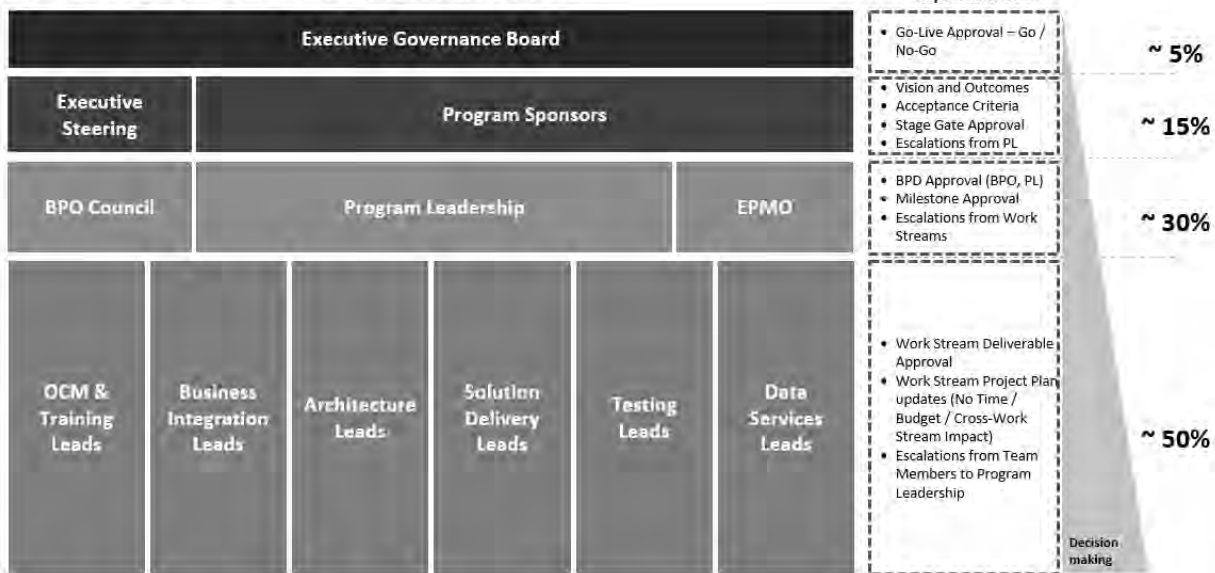 Executive Governance Board
• Go-Live Approval – Go /
No-Go
~ 5%
Executive
Steering
Program Sponsors
• Vision and Outcomes
• Acceptance Criteria
• Stage Gate Approval
• Escalations from PL
~ 15%
BPO Council
Program Leadership
EPMO
• BPD Approval (BPO, PL)
• Milestone Approval
• Escalations from Work
Streams
~ 30%
OCM &
Training
Leads
Business
Integration
Leads
Architecture
Leads
Solution
Delivery
Leads
Testing
Leads
Data
Services
Leads
• Work Stream Deliverable
Approval
• Work Stream Project Plan
updates (No Time /
Budget / Cross-Work
Stream Impact)
• Escalations from Team
Members to Program
Leadership
~ 50%
Decision
making